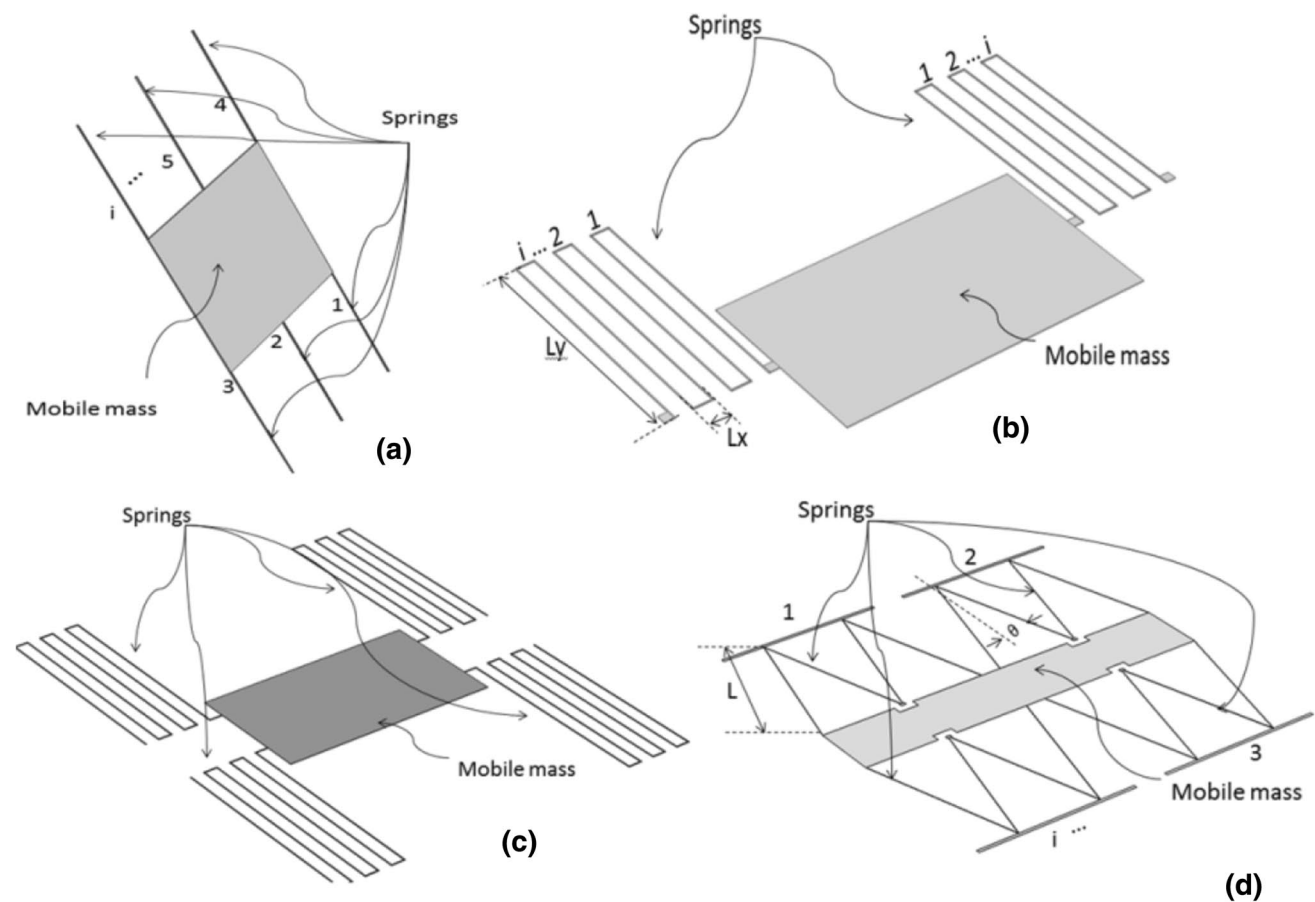 4
Springs
5
...
i
1
2
3
Mobile mass
(a)
Springs
1 2 ... i
i ... 2 1
Ly
Lx
Mobile mass
(b)
Springs
Mobile mass
(c)
Springs
2
1
θ
L
3
Mobile mass
i ...
(d)